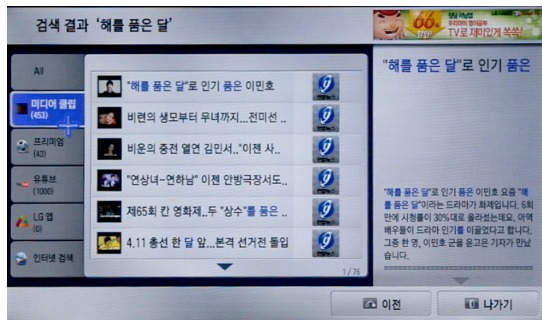 검색 결과 '해를 품은 달'
66%
TV로 재미있게 쏙쏙!
All
미디어 클립
(453)
프리미엄
(43)
유튜브
(1000)
LG 앱
(0)
인터넷 검색
"해를 품은 달"로 인기 품은 이민호
비련의 생모부터 무녀까지...전미선 ..
비운의 중전 열연 김민서.."이젠 사..
"연상녀-연하남" 이젠 안방극장서도..
제65회 칸 영화제..두 "상수"를 품은 ..
4.11 총선 한 달 앞...본격 선거전 돌입
1/76
"해를 품은 달"로 인기 품은
"해를 품은 달"로 인기 품은 이민호 요즘 "해
를 품은 달"이라는 드라마가 화제입니다. 6회
만에 시청률이 30%대로 올라섰는데요, 아역
배우들이 드라마 인기를 이끌었다고 합니다.
그중 한 명, 이민호 군을 윤고은 기자가 만났
습니다.
이전
나가기